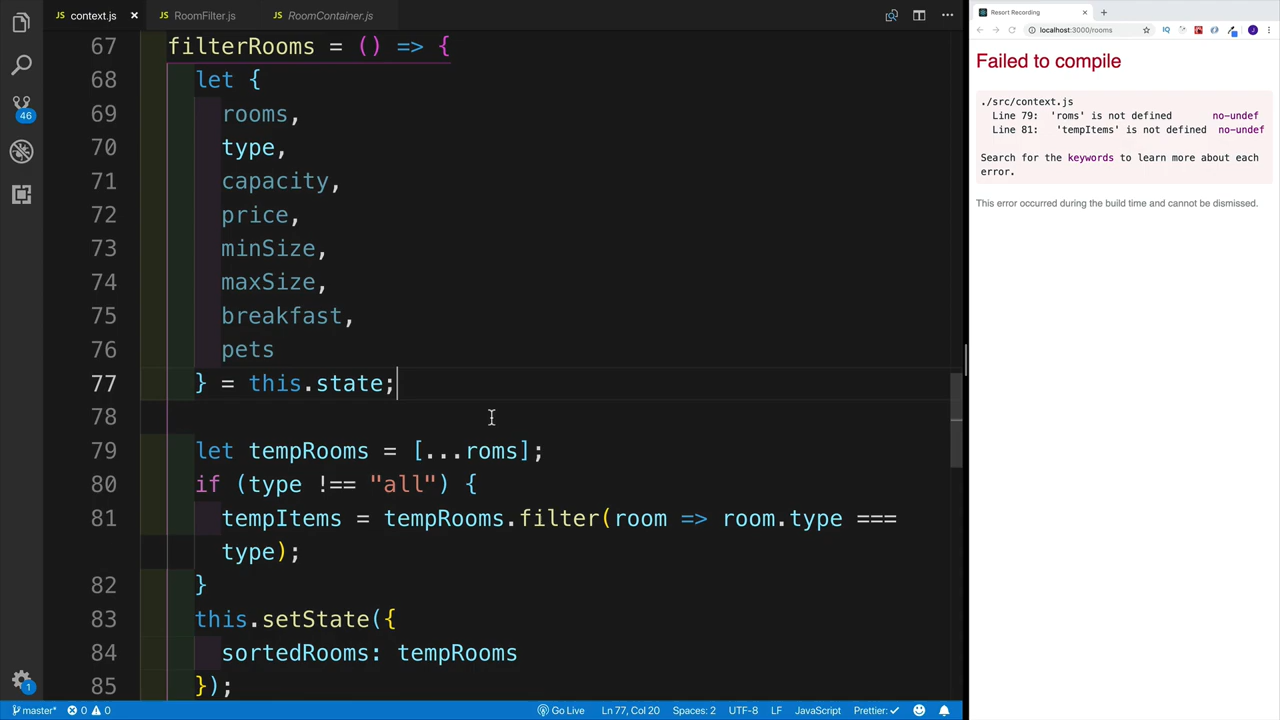 context.js
RoomFilter.js
RoomContainer.js
Resort Recording
localhost:3000/rooms
67 filterRooms = () => {
68 let {
69 rooms,
70 type,
71 capacity,
72 price,
73 minSize,
74 maxSize,
75 breakfast,
76 pets
77 } = this.state;
78
79 let tempRooms = [...roms];
80 if (type !== "all") {
81 tempItems = tempRooms.filter(room => room.type ===
type);
82 }
83 this.setState({
84 sortedRooms: tempRooms
85 });
Failed to compile
./src/context.js
Line 79: 'roms' is not defined no-undef
Line 81: 'tempItems' is not defined no-undef
Search for the keywords to learn more about each
error.
This error occurred during the build time and cannot be dismissed.
46
1
master* 0 0 Go Live Ln 77, Col 20 Spaces: 2 UTF-8 LF JavaScript Prettier: ✓